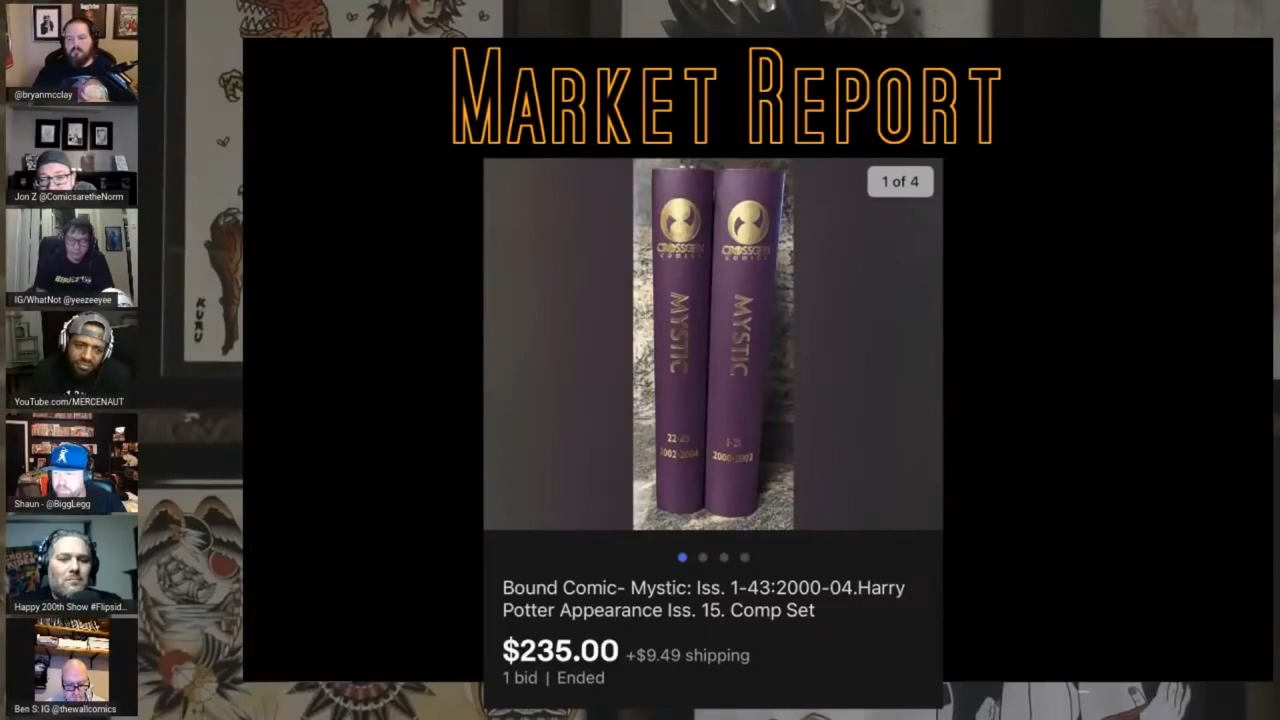 @bryanmcclay
Jon Z @ComicsaretheNorm
IG/WhatNot @yeezeeyee
YouTube.com/MERCENAUT
Shaun - @BiggLegg
Happy 200th Show #Flipsid...
Ben S: IG @thewallcomics
MARKET REPORT
1 of 4
CROSSGEN
COMICS
MYSTIC
22-43
2002-2004
CROSSGEN
COMICS
MYSTIC
1-21
2000-2002
Bound Comic- Mystic: Iss. 1-43:2000-04.Harry
Potter Appearance Iss. 15. Comp Set
$235.00 +$9.49 shipping
1 bid | Ended